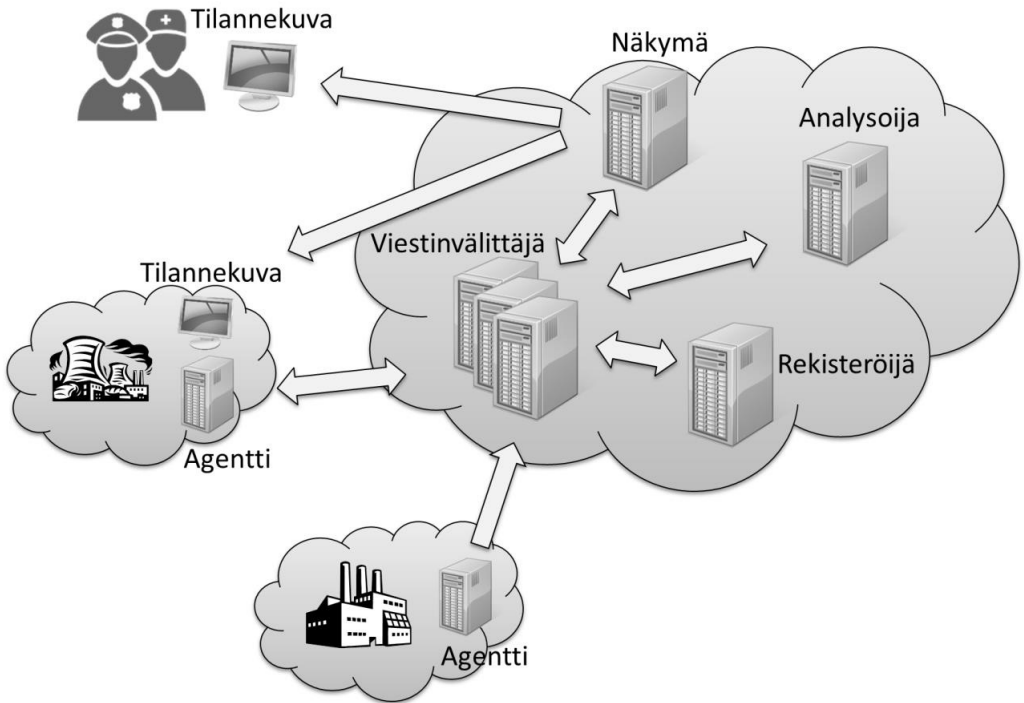 Tilannekuva
Näkymä
Analysoija
Viestinvälittäjä
Tilannekuva
Rekisteröijä
Agentti
Agentti